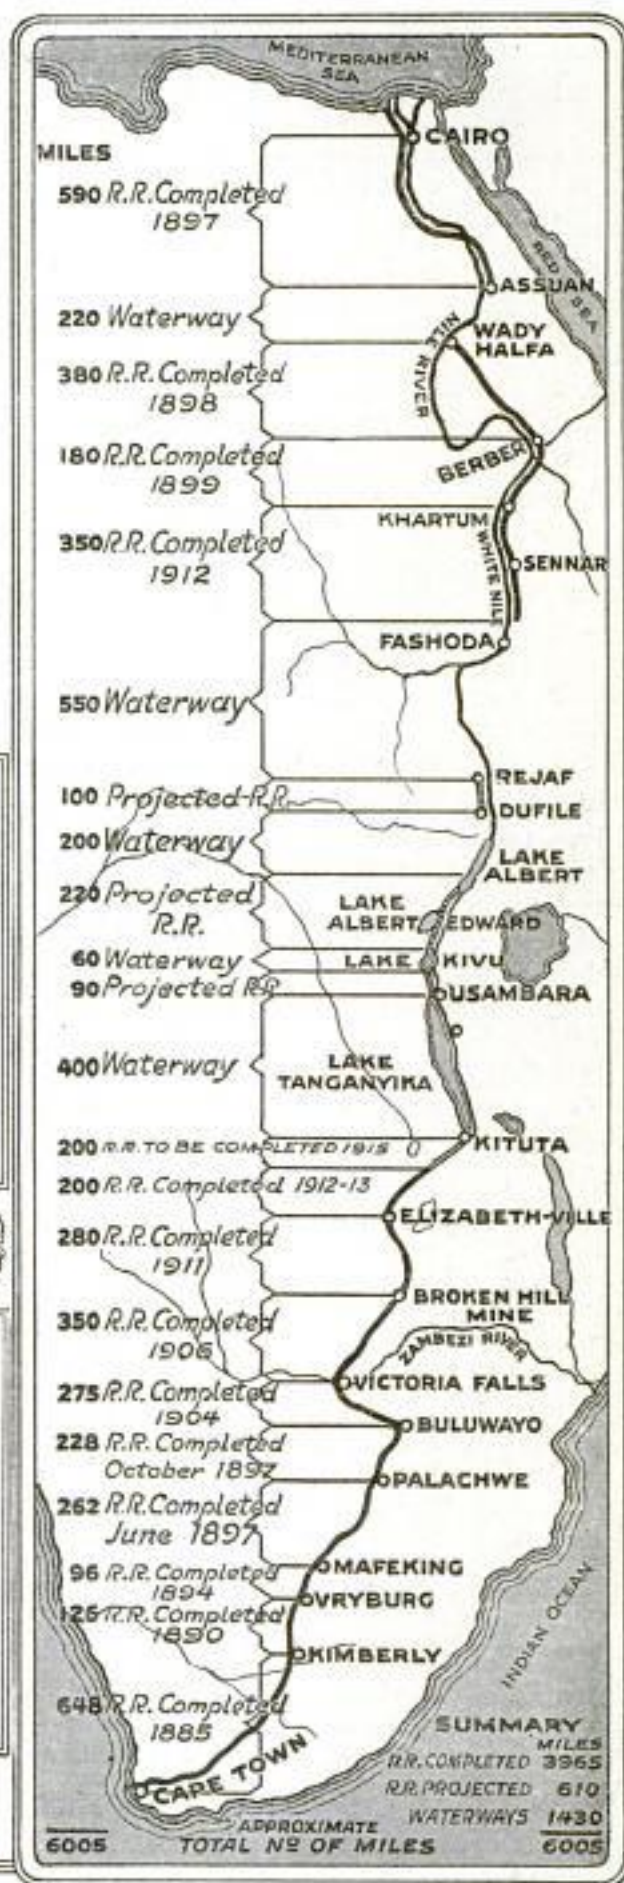 MEDITERRANEAN
SEA
CAIRO
MILES
590 R.R. Completed
1897
RED SEA
ASSUAN
220 Waterway
NILE RIVER
WADY
HALFA
380 R.R. Completed
1898
BERBER
180 R.R. Completed
1899
KHARTUM
350 R.R. Completed
1912
WHITE NILE
SENNAR
FASHODA
550 Waterway
REJAF
100 Projected R.R.
DUFILE
200 Waterway
LAKE
ALBERT
220 Projected
R.R.
LAKE
ALBERT EDWARD
60 Waterway
LAKE KIVU
90 Projected RR
USAMBARA
400 Waterway
LAKE
TANGANYIKA
200 R.R. TO BE COMPLETED 1915
KITUTA
200 R.R. Completed 1912-13
ELIZABETH-VILLE
280 R.R. Completed
1911
BROKEN HILL
MINE
350 R.R. Completed
1906
ZAMBEZI RIVER
VICTORIA FALLS
275 R.R. Completed
1904
BULUWAYO
228 R.R. Completed
October 1897
PALACHWE
262 R.R. Completed
June 1897
MAFEKING
96 R.R. Completed
1894
VRYBURG
126 R.R. Completed
1890
INDIAN OCEAN
KIMBERLY
648 R.R. Completed
1885
CAPE TOWN
SUMMARY
MILES
R.R. COMPLETED 3965
R.R. PROJECTED 610
WATERWAYS 1430
APPROXIMATE
6005 TOTAL Nº OF MILES 6005